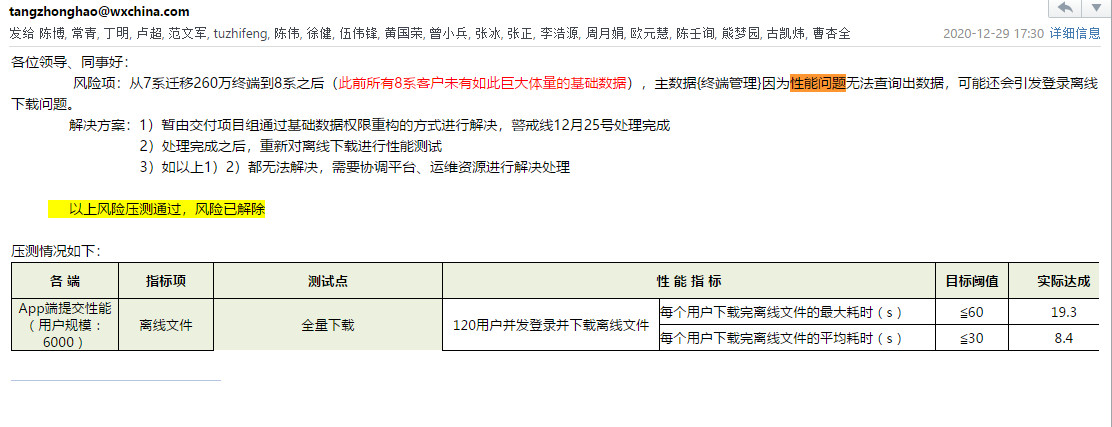 tangzhonghao@wxchina.com
发给 陈博, 常青, 丁明, 卢超, 范文军, tuzhifeng, 陈伟, 徐健, 伍伟锋, 黄国荣, 曾小兵, 张冰, 张正, 李浩源, 周月娟, 欧元慧, 陈壬询, 熊梦园, 古凯炜, 曹杏全 2020-12-29 17:30 详细信息
各位领导、同事好：
风险项：从7系迁移260万终端到8系之后（此前所有8系客户未有如此巨大体量的基础数据），主数据{终端管理}因为性能问题无法查询出数据，可能还会引发登录离线
下载问题。
解决方案：1）暂由交付项目组通过基础数据权限重构的方式进行解决，警戒线12月25号处理完成
2）处理完成之后，重新对离线下载进行性能测试
3）如以上1）2）都无法解决，需要协调平台、运维资源进行解决处理
以上风险压测通过，风险已解除
压测情况如下：
各 端 指标项 测试点 性 能 指 标 目标阈值 实际达成
App端提交性能
（用户规模：
6000） 离线文件 全量下载 120用户并发登录并下载离线文件
每个用户下载完离线文件的最大耗时（s） ≦60 19.3
每个用户下载完离线文件的平均耗时（s） ≦30 8.4